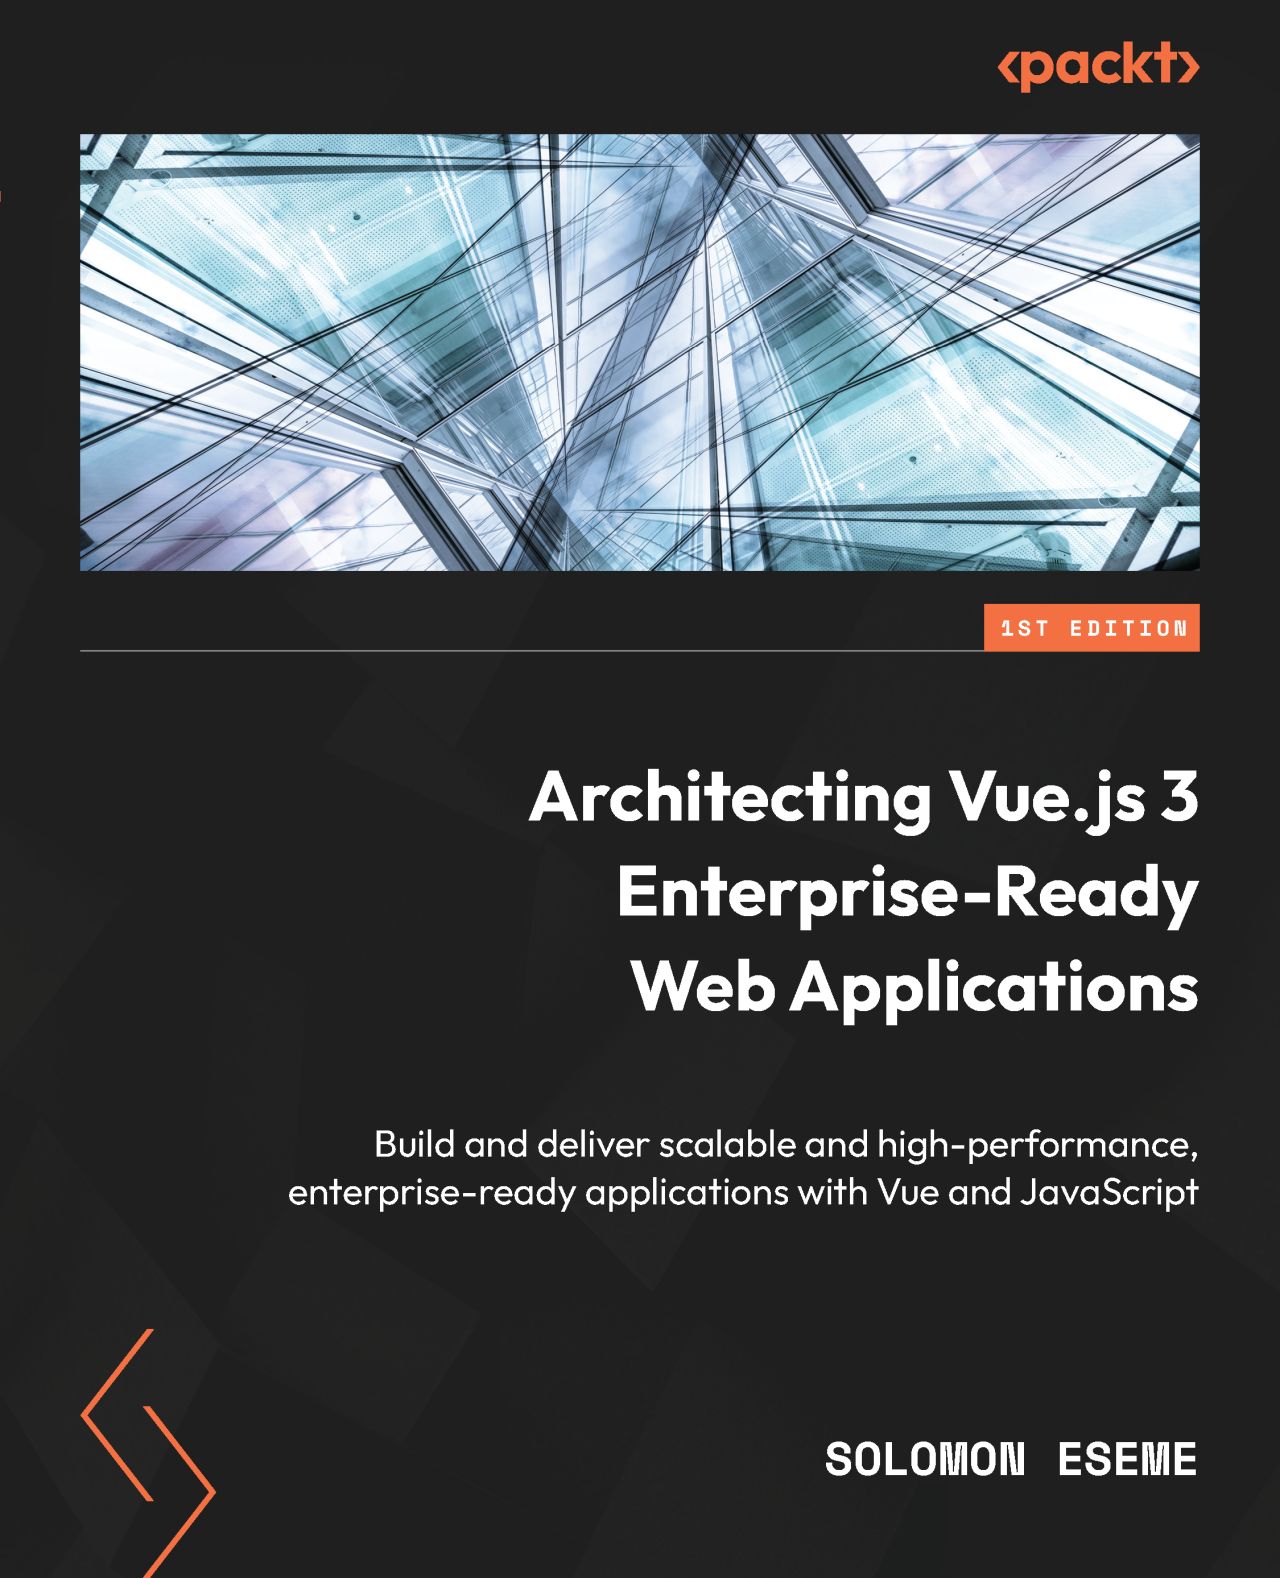 <packt>
1ST EDITION
Architecting Vue.js 3
Enterprise-Ready
Web Applications
Build and deliver scalable and high-performance,
enterprise-ready applications with Vue and JavaScript
SOLOMON ESEME